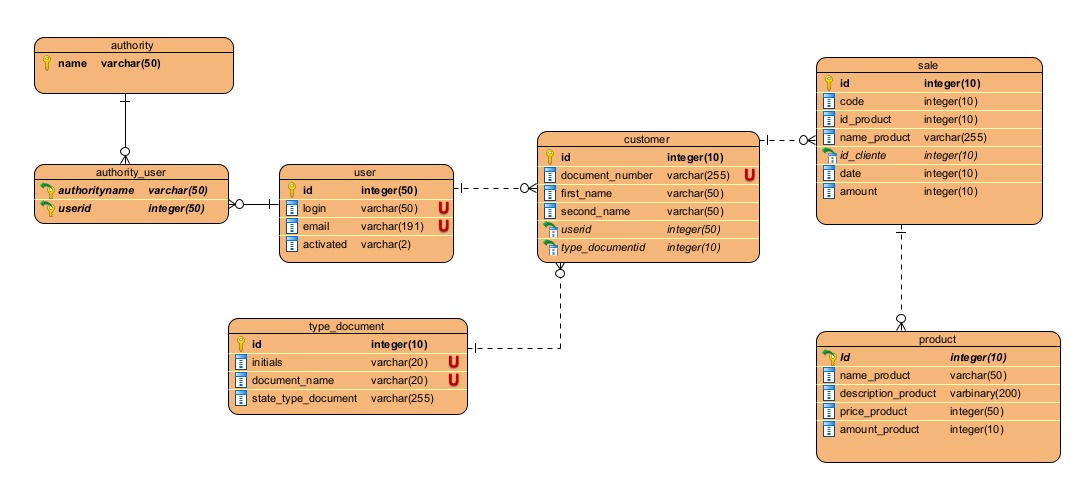 authority
name varchar(50)
authority_user
authorityname varchar(50)
userid integer(50)
user
id integer(50)
login varchar(50) U
email varchar(191) U
activated varchar(2)
type_document
id integer(10)
initials varchar(20) U
document_name varchar(20) U
state_type_document varchar(255)
customer
id integer(10)
document_number varchar(255) U
first_name varchar(50)
second_name varchar(50)
userid integer(50)
type_documentid integer(10)
sale
id integer(10)
code integer(10)
id_product integer(10)
name_product varchar(255)
id_cliente integer(10)
date integer(10)
amount integer(10)
product
Id integer(10)
name_product varchar(50)
description_product varbinary(200)
price_product integer(50)
amount_product integer(10)